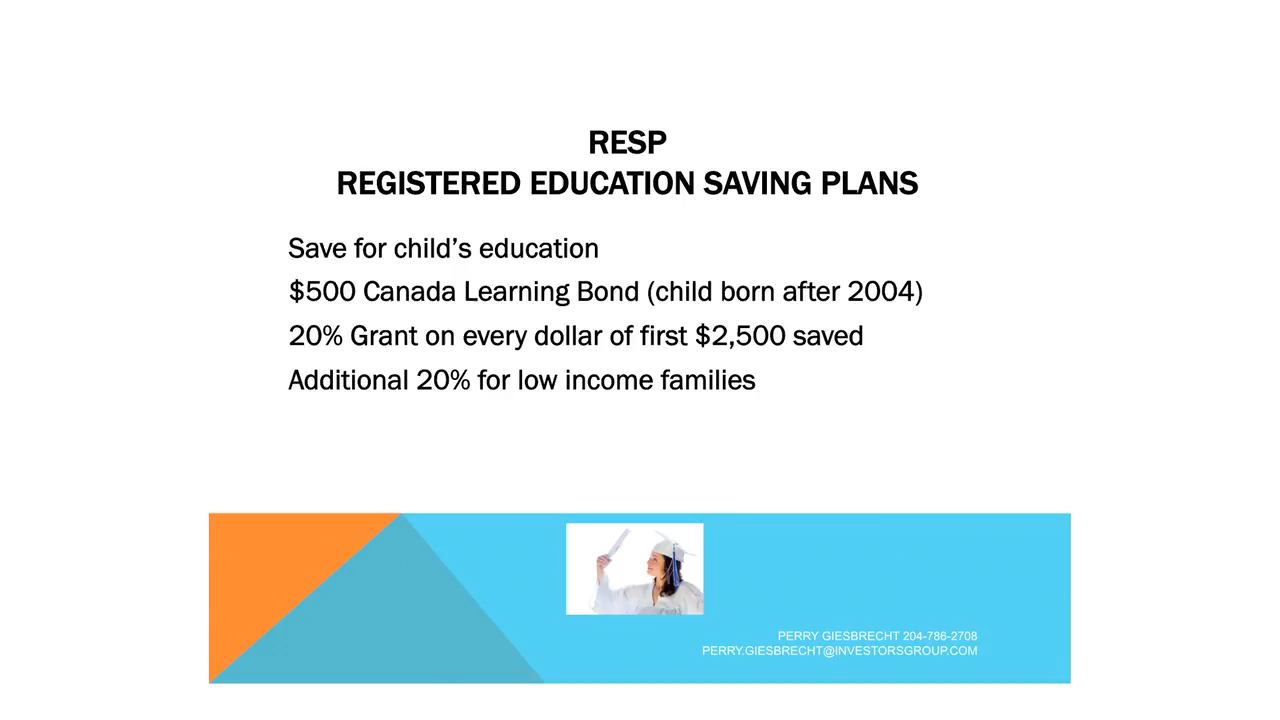 RESP
REGISTERED EDUCATION SAVING PLANS
Save for child’s education
$500 Canada Learning Bond (child born after 2004)
20% Grant on every dollar of first $2,500 saved
Additional 20% for low income families
PERRY GIESBRECHT 204-786-2708
PERRY.GIESBRECHT@INVESTORSGROUP.COM